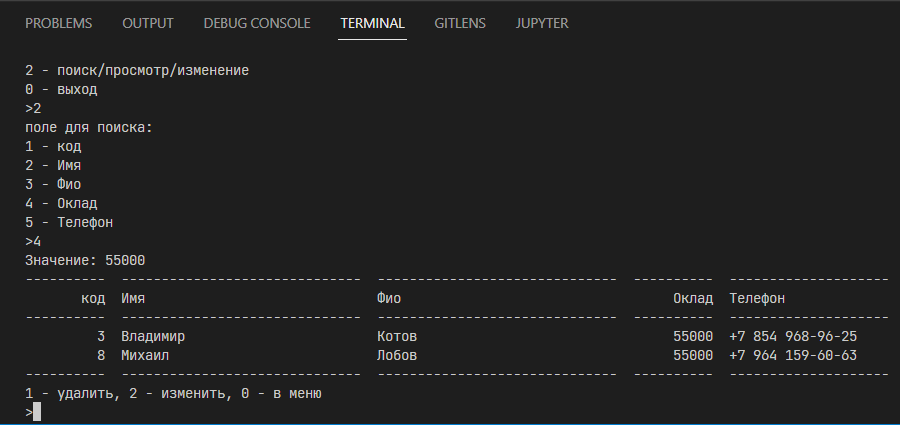 PROBLEMS OUTPUT DEBUG CONSOLE TERMINAL GITLENS JUPYTER
2 - поиск/просмотр/изменение
0 - выход
>2
поле для поиска:
1 - код
2 - Имя
3 - Фио
4 - Оклад
5 - Телефон
>4
Значение: 55000
----------  ------------------------------  ------------------------------  ----------  --------------------
       код  Имя                             Фио                                  Оклад  Телефон
----------  ------------------------------  ------------------------------  ----------  --------------------
         3  Владимир                        Котов                                55000  +7 854 968-96-25
         8  Михаил                          Лобов                                55000  +7 964 159-60-63
----------  ------------------------------  ------------------------------  ----------  --------------------
1 - удалить, 2 - изменить, 0 - в меню
>